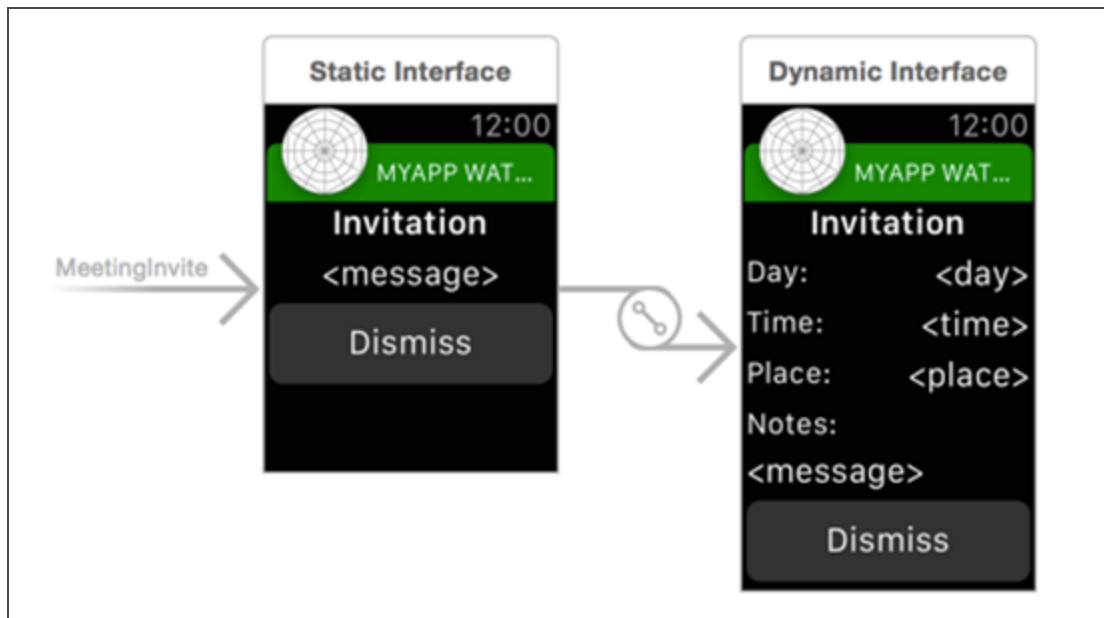 Static Interface
12:00
MYAPP WAT...
Invitation
MeetingInvite
<message>
Dismiss
Dynamic Interface
12:00
MYAPP WAT...
Invitation
Day: <day>
Time: <time>
Place: <place>
Notes:
<message>
Dismiss